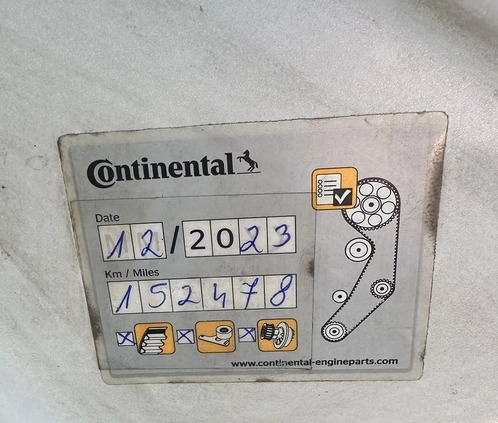 Continental
Date
12/2023
Km / Miles
152478
www.continental-engineparts.com